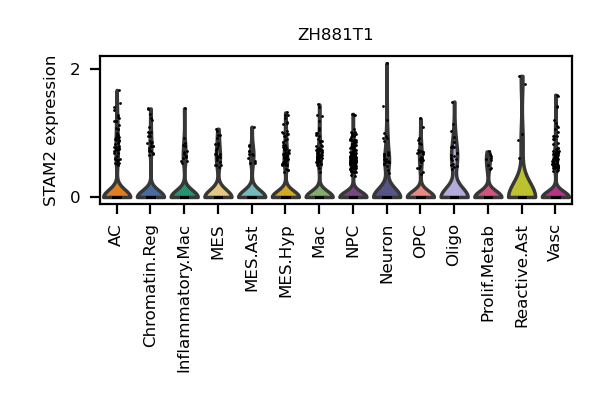 ZH881T1
STAM2 expression
2
0
AC
Chromatin.Reg
Inflammatory.Mac
MES
MES.Ast
MES.Hyp
Mac
NPC
Neuron
OPC
Oligo
Prolif.Metab
Reactive.Ast
Vasc